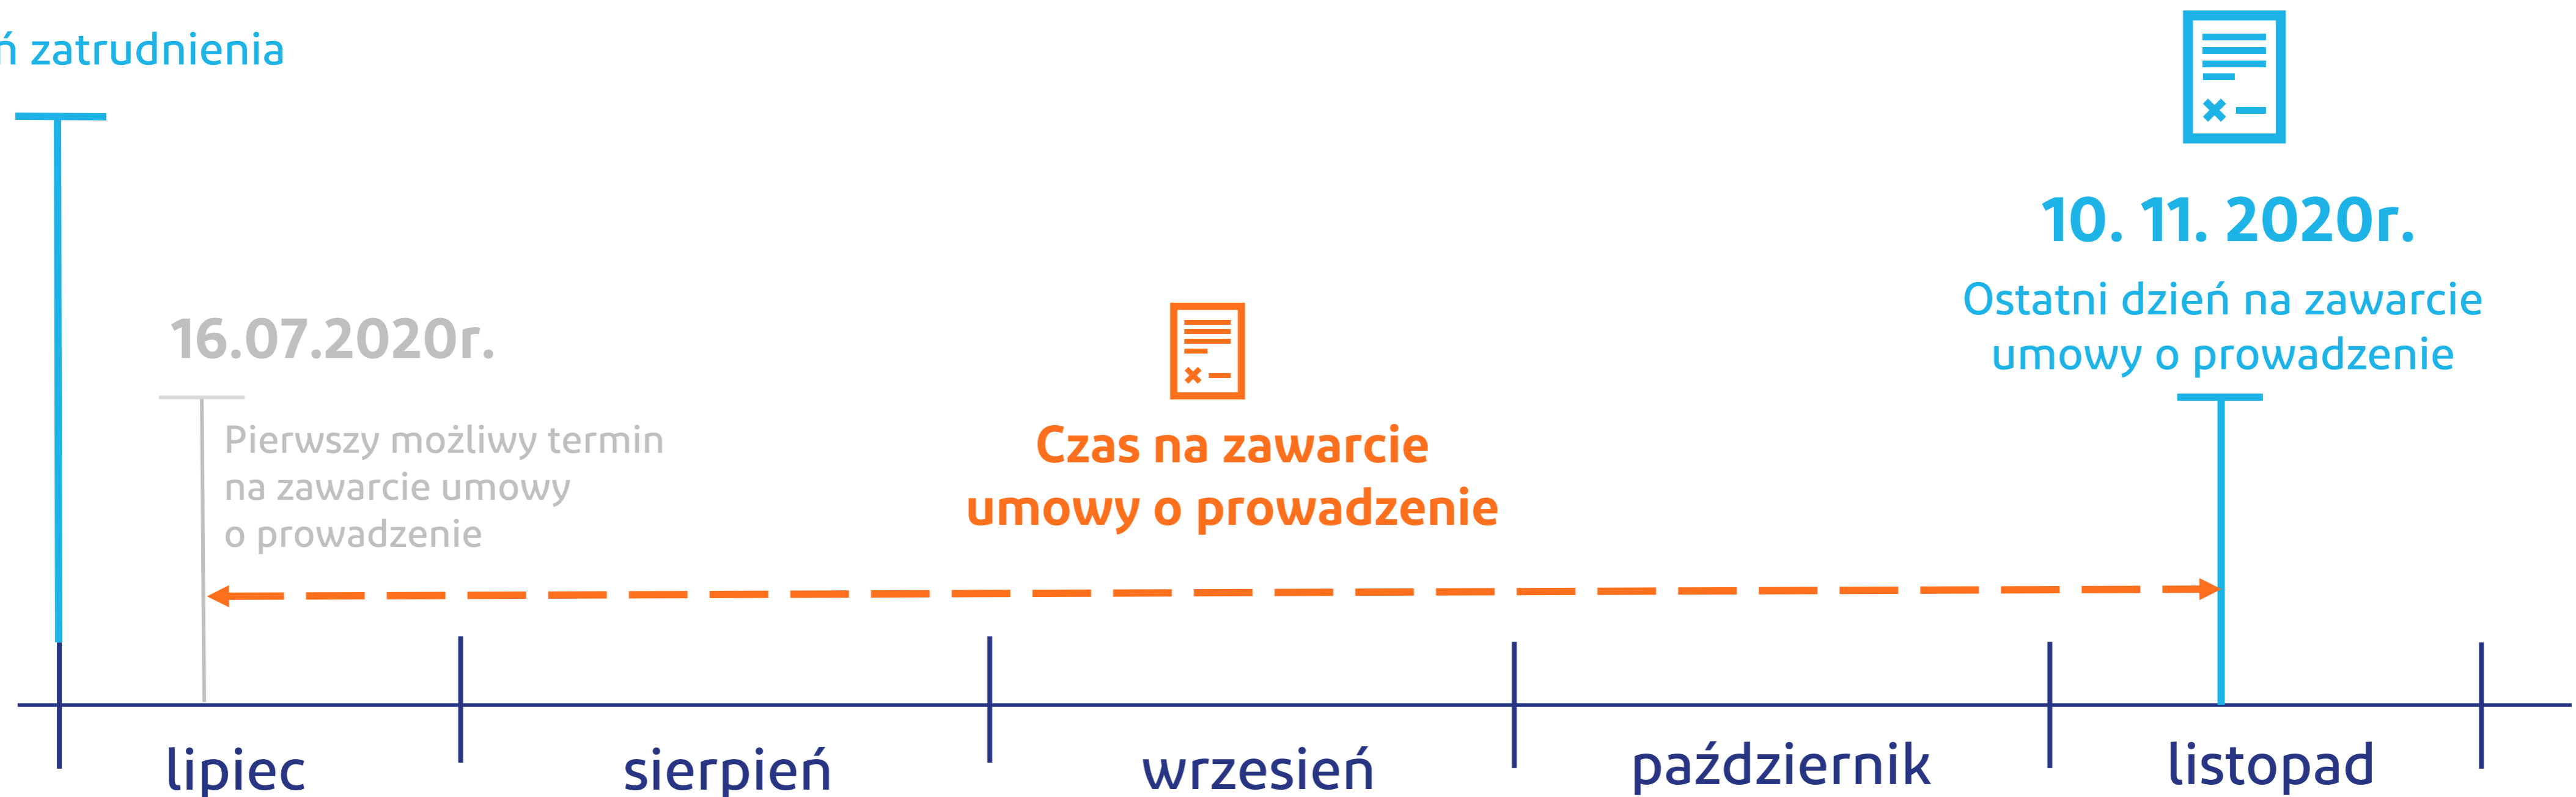 ń zatrudnienia
10. 11. 2020r.
Ostatni dzień na zawarcie
umowy o prowadzenie
16.07.2020r.
Pierwszy możliwy termin
na zawarcie umowy
o prowadzenie
Czas na zawarcie
umowy o prowadzenie
lipiec
sierpień
wrzesień
październik
listopad